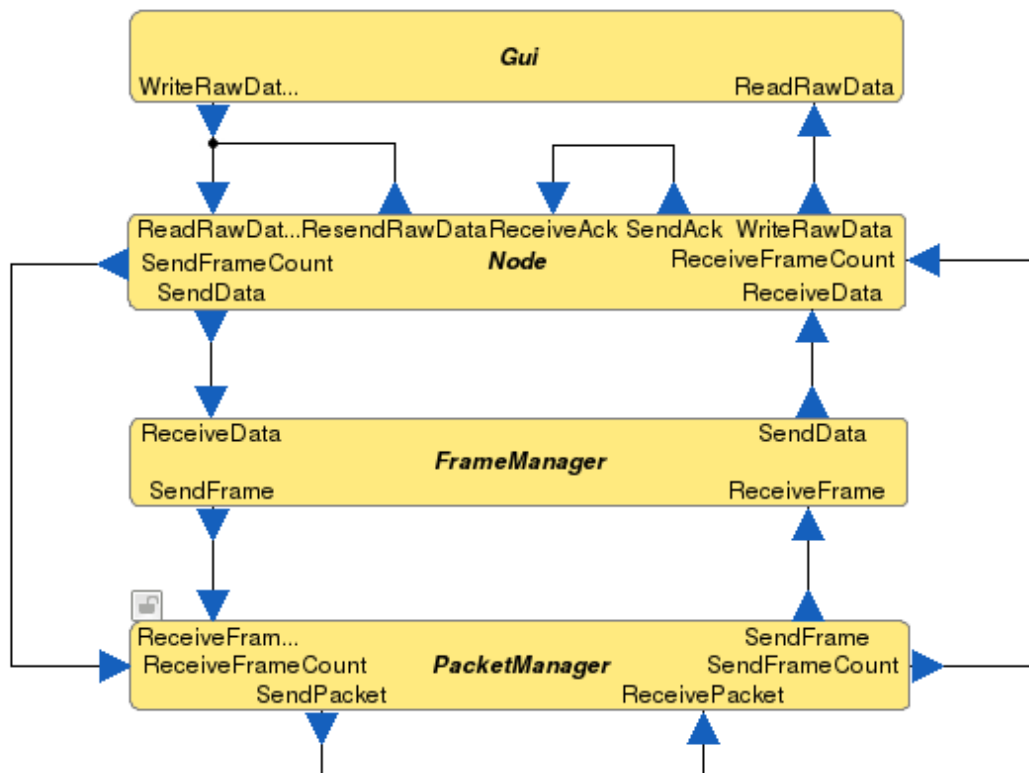 Gui
WriteRawDat... ReadRawData
ReadRawDat...ResendRawData ReceiveAck SendAck WriteRawData
SendFrameCount Node ReceiveFrameCount
SendData ReceiveData
ReceiveData SendData
FrameManager
SendFrame ReceiveFrame
ReceiveFram... SendFrame
ReceiveFrameCount PacketManager SendFrameCount
SendPacket ReceivePacket